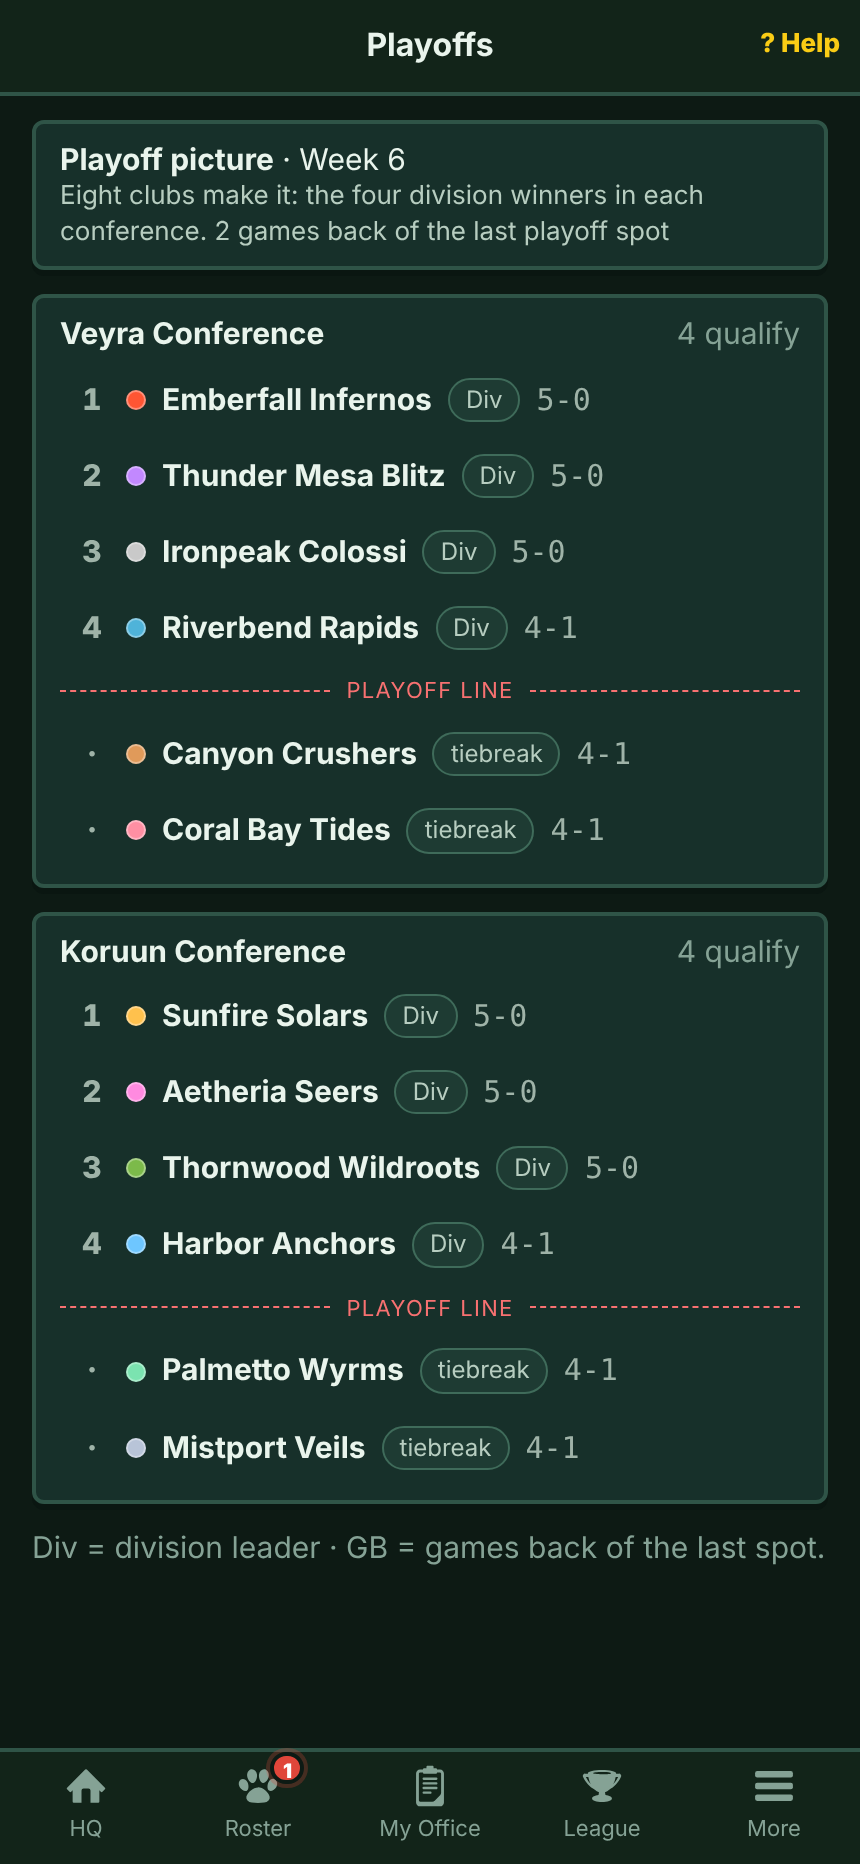 Playoffs
? Help
Playoff picture · Week 6
Eight clubs make it: the four division winners in each
conference. 2 games back of the last playoff spot
Veyra Conference 4 qualify
1 Emberfall Infernos Div 5-0
2 Thunder Mesa Blitz Div 5-0
3 Ironpeak Colossi Div 5-0
4 Riverbend Rapids Div 4-1
PLAYOFF LINE
· Canyon Crushers tiebreak 4-1
· Coral Bay Tides tiebreak 4-1
Koruun Conference 4 qualify
1 Sunfire Solars Div 5-0
2 Aetheria Seers Div 5-0
3 Thornwood Wildroots Div 5-0
4 Harbor Anchors Div 4-1
PLAYOFF LINE
· Palmetto Wyrms tiebreak 4-1
· Mistport Veils tiebreak 4-1
Div = division leader · GB = games back of the last spot.
1
HQ Roster My Office League More